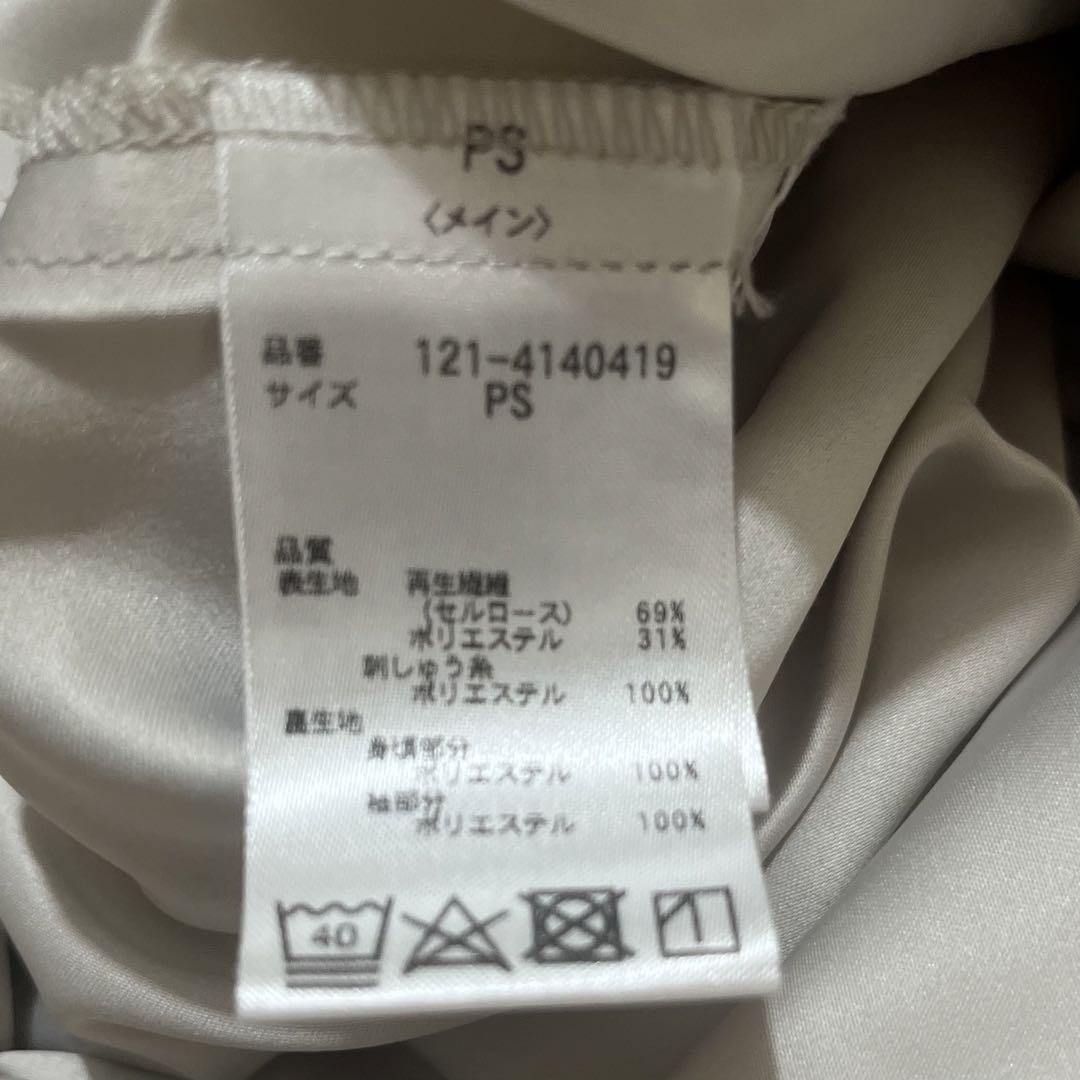 PS
〈メイン〉
品番 121-4140419
サイズ PS
品質
表生地 再生繊維
(セルロース) 69%
ポリエステル 31%
刺しゅう糸
ポリエステル 100%
裏生地
身頃部分
ポリエステル 100%
袖部分
ポリエステル 100%
40